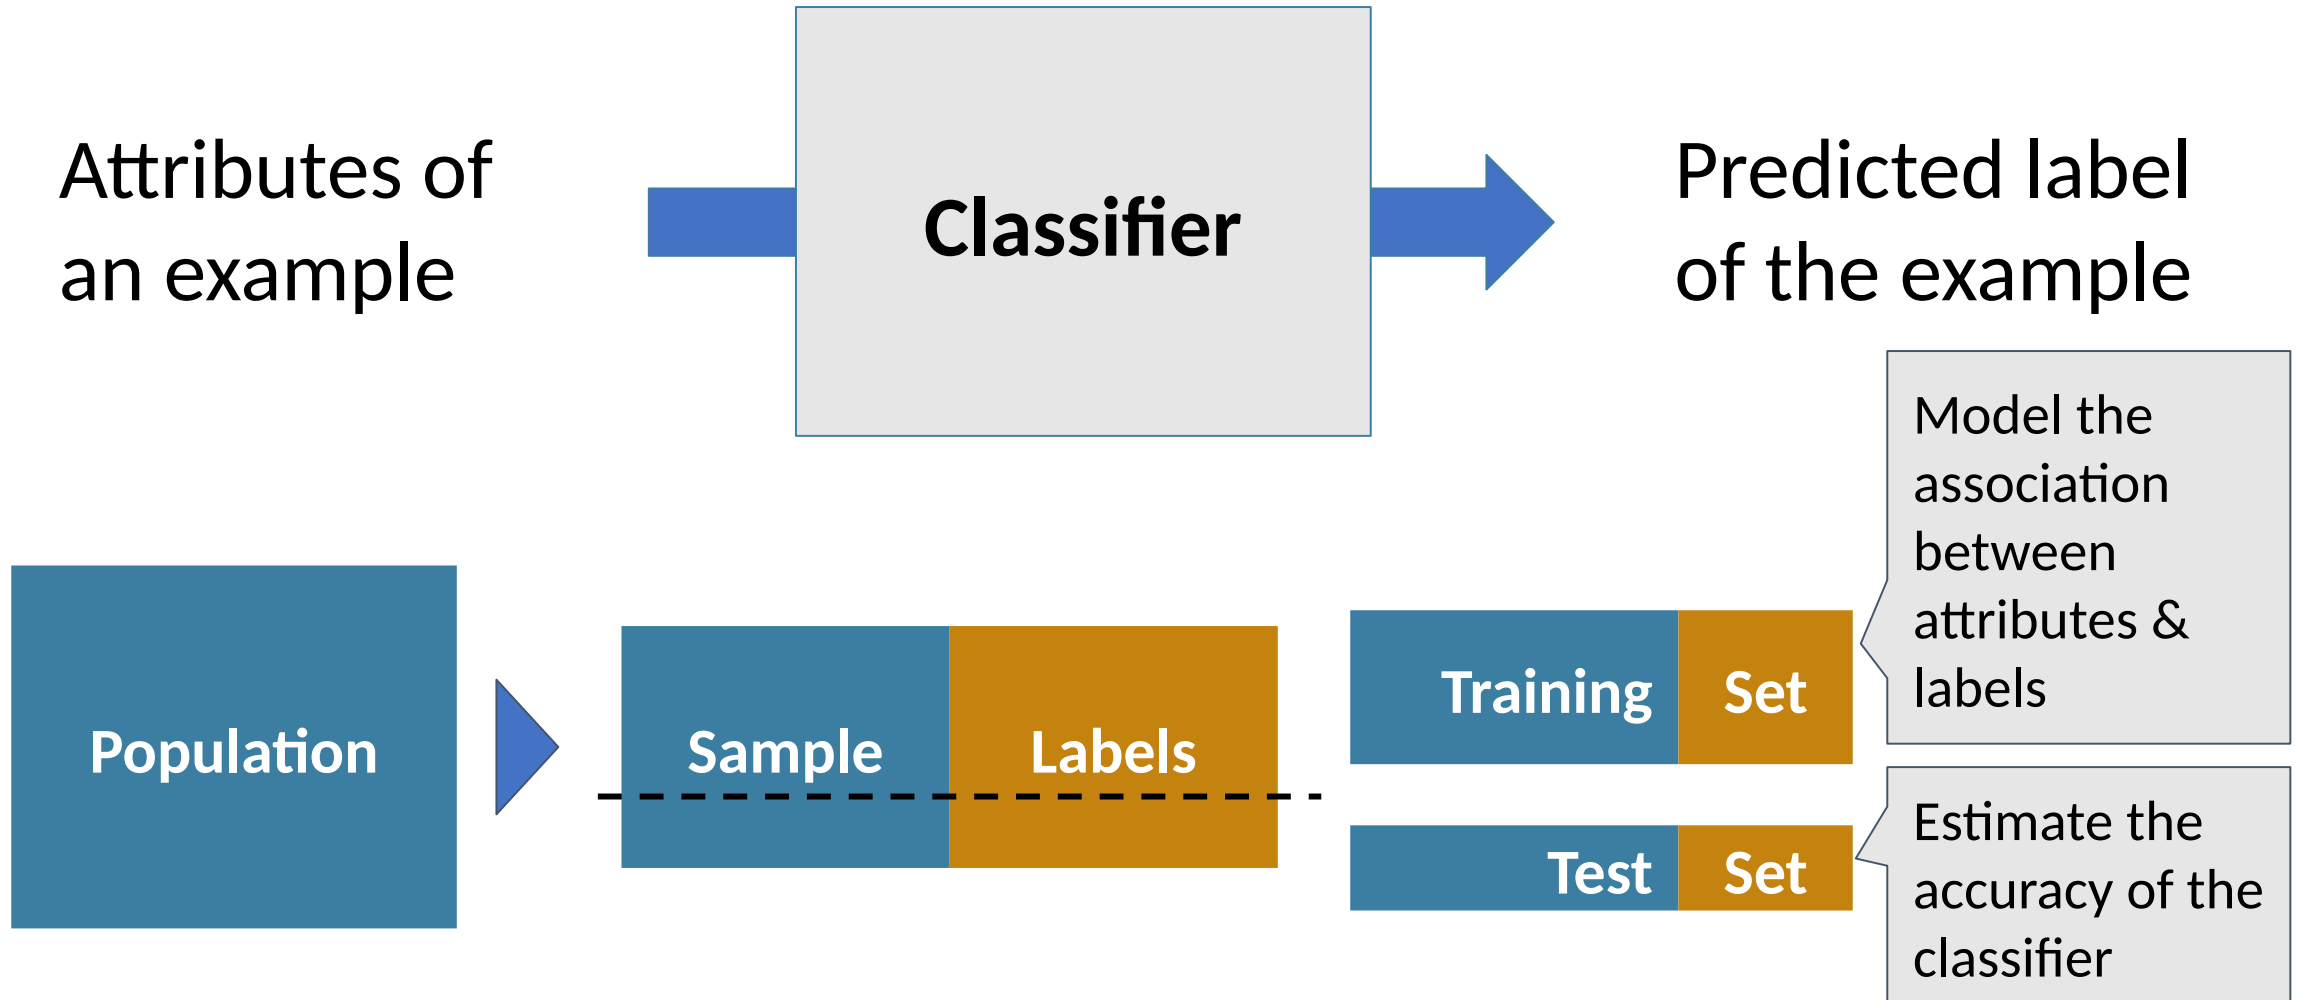 Attributes of
an example
Classifier
Predicted label
of the example
Model the
association
between
attributes &
labels
Population
Sample
Labels
Training Set
Test Set
Estimate the
accuracy of the
classifier